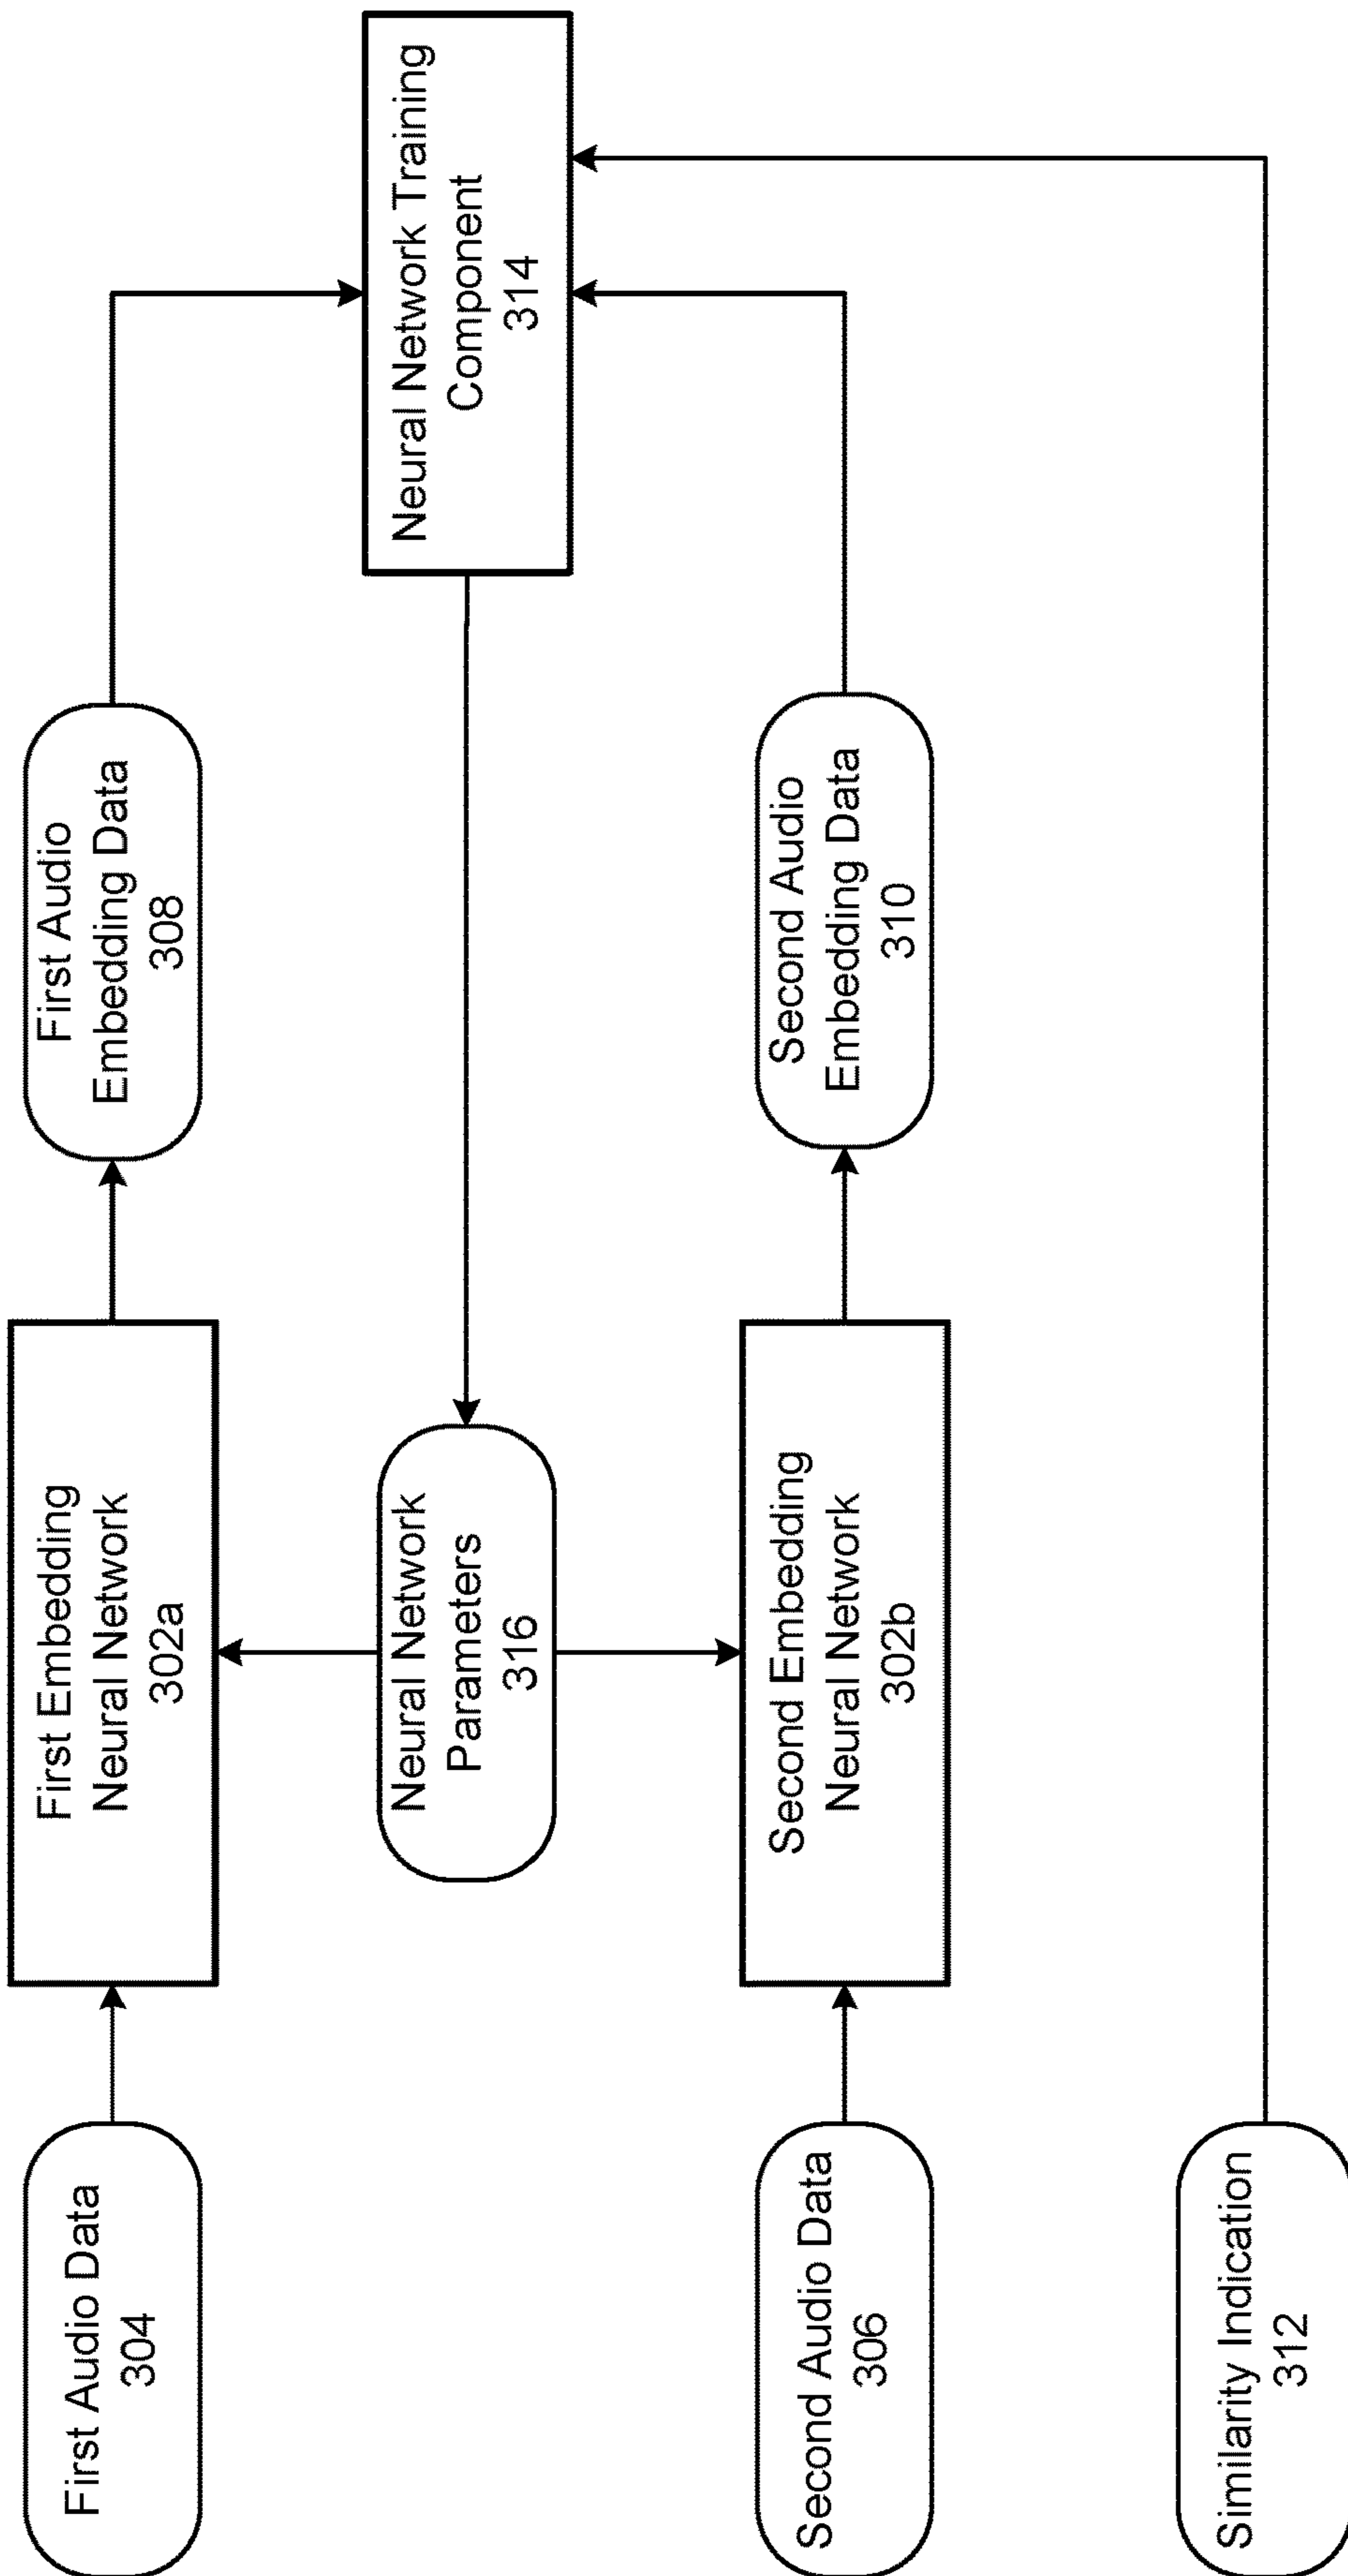 First Audio Data
304
First Embedding
Neural Network
302a
First Audio
Embedding Data
308
Neural Network
Parameters
316
Neural Network Training
Component
314
Second Audio Data
306
Second Embedding
Neural Network
302b
Second Audio
Embedding Data
310
Similarity Indication
312